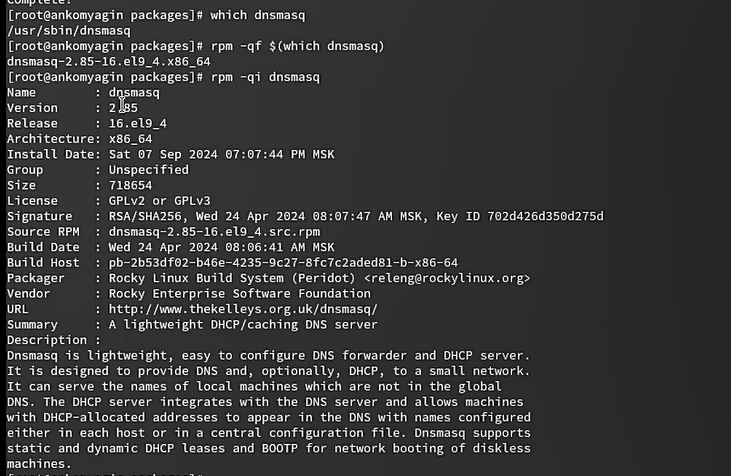 Complete!
[root@ankomyagin packages]# which dnsmasq
/usr/sbin/dnsmasq
[root@ankomyagin packages]# rpm -qf $(which dnsmasq)
dnsmasq-2.85-16.el9_4.x86_64
[root@ankomyagin packages]# rpm -qi dnsmasq
Name        : dnsmasq
Version     : 2.85
Release     : 16.el9_4
Architecture: x86_64
Install Date: Sat 07 Sep 2024 07:07:44 PM MSK
Group       : Unspecified
Size        : 718654
License     : GPLv2 or GPLv3
Signature   : RSA/SHA256, Wed 24 Apr 2024 08:07:47 AM MSK, Key ID 702d426d350d275d
Source RPM  : dnsmasq-2.85-16.el9_4.src.rpm
Build Date  : Wed 24 Apr 2024 08:06:41 AM MSK
Build Host  : pb-2b53df02-b46e-4235-9c27-8fc7c2aded81-b-x86-64
Packager    : Rocky Linux Build System (Peridot) <releng@rockylinux.org>
Vendor      : Rocky Enterprise Software Foundation
URL         : http://www.thekelleys.org.uk/dnsmasq/
Summary     : A lightweight DHCP/caching DNS server
Description :
Dnsmasq is lightweight, easy to configure DNS forwarder and DHCP server.
It is designed to provide DNS and, optionally, DHCP, to a small network.
It can serve the names of local machines which are not in the global
DNS. The DHCP server integrates with the DNS server and allows machines
with DHCP-allocated addresses to appear in the DNS with names configured
either in each host or in a central configuration file. Dnsmasq supports
static and dynamic DHCP leases and BOOTP for network booting of diskless
machines.